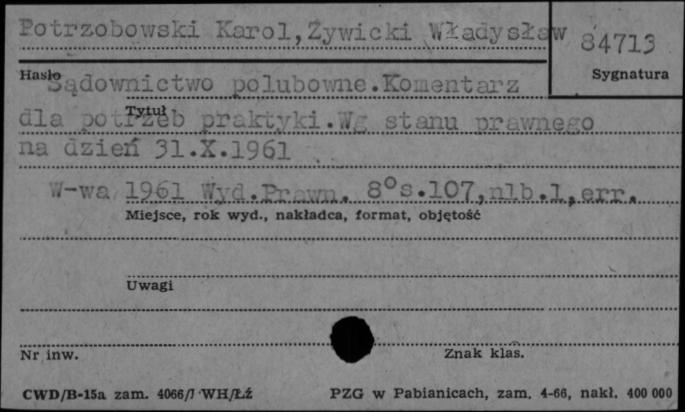 Potrzobowski Karol, Żywicki Władysław
84713
Hasło
Sygnatura
Sądownictwo polubowne.Komentarz
Tytuł
dla potrzeb praktyki.Wg stanu prawnego
na dzień 31.X.1961
W-wa 1961 Wyd.Prawn. 8°s.107,nlb.1,err.
Miejsce, rok wyd., nakładca, format, objętość
Uwagi
Nr inw.
Znak klas.
CWD/B-15a zam. 4066/7 WH/Łź
PZG w Pabianicach, zam. 4-66, nakł. 400 000